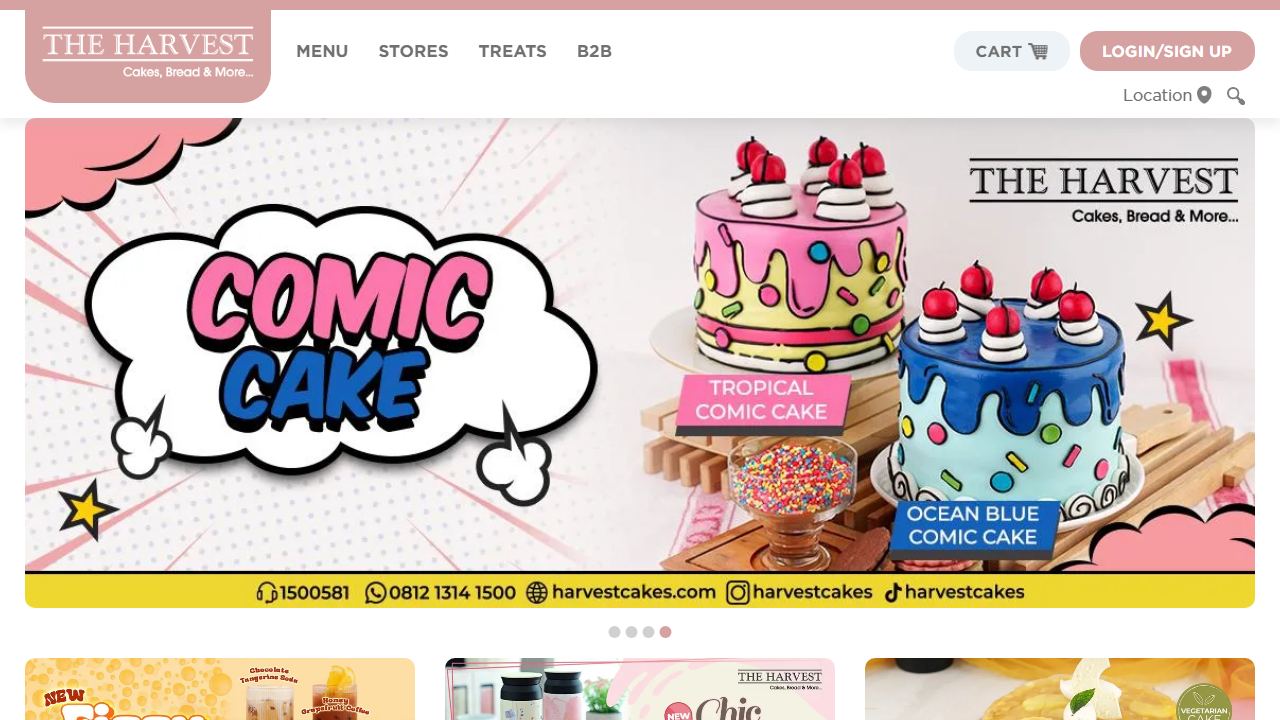 THE HARVEST
Cakes, Bread & More...
MENU STORES TREATS B2B
CART
LOGIN/SIGN UP
Location
THE HARVEST
Cakes, Bread & More...
COMIC
CAKE
TROPICAL
COMIC CAKE
OCEAN BLUE
COMIC CAKE
1500581 0812 1314 1500 harvestcakes.com harvestcakes harvestcakes
NEW
Chocolate
Tangerine Soda
Honey
Grapefruit Coffee
THE HARVEST
Cakes, Bread & More...
NEW
Chic
VEGETARIAN
CAKE